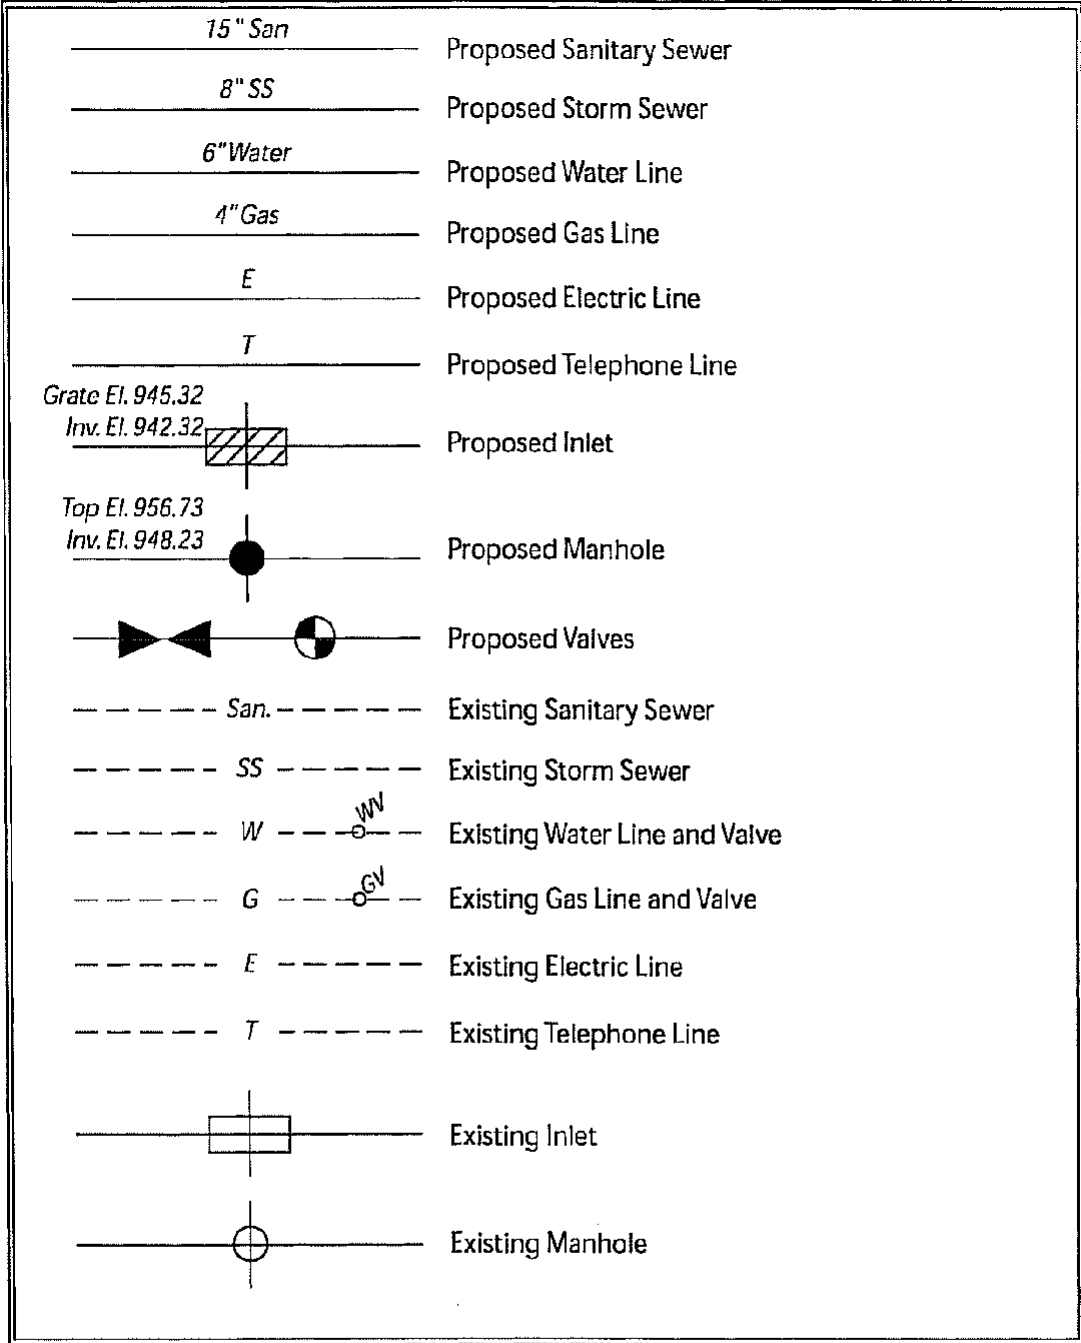 15" San
Proposed Sanitary Sewer
8" SS
Proposed Storm Sewer
6" Water
Proposed Water Line
4" Gas
Proposed Gas Line
E
Proposed Electric Line
T
Proposed Telephone Line
Grate El. 945.32
Inv. El. 942.32
Proposed Inlet
Top El. 956.73
Inv. El. 948.23
Proposed Manhole
Proposed Valves
San.
Existing Sanitary Sewer
SS
Existing Storm Sewer
W
WV
Existing Water Line and Valve
G
GV
Existing Gas Line and Valve
E
Existing Electric Line
T
Existing Telephone Line
Existing Inlet
Existing Manhole